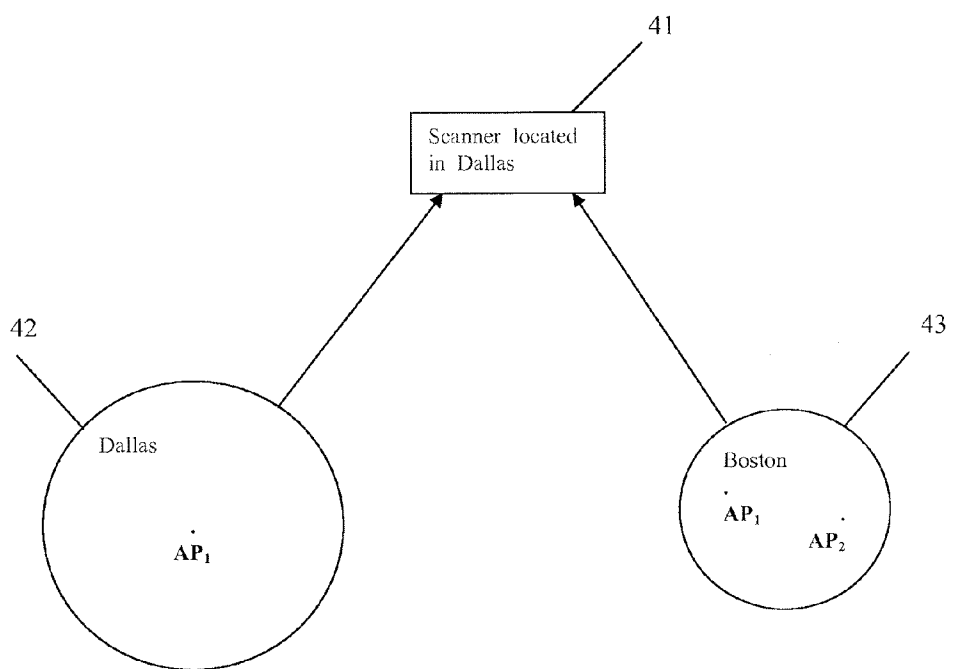 41
Scanner located
in Dallas
42
43
Dallas
AP₁
Boston
AP₁
AP₂